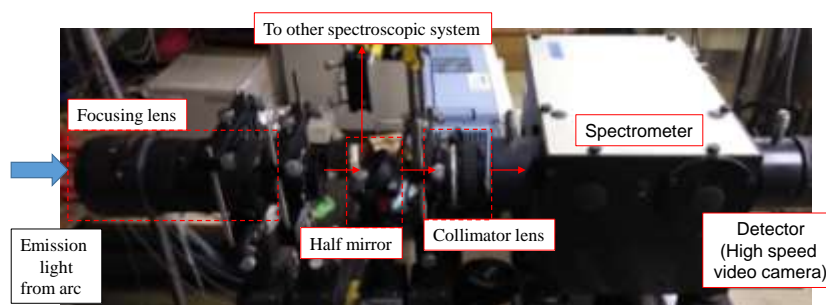 To other spectroscopic system
Focusing lens
Spectrometer
Half mirror
Collimator lens
Emission
light
from arc
Detector
(High speed
video camera)